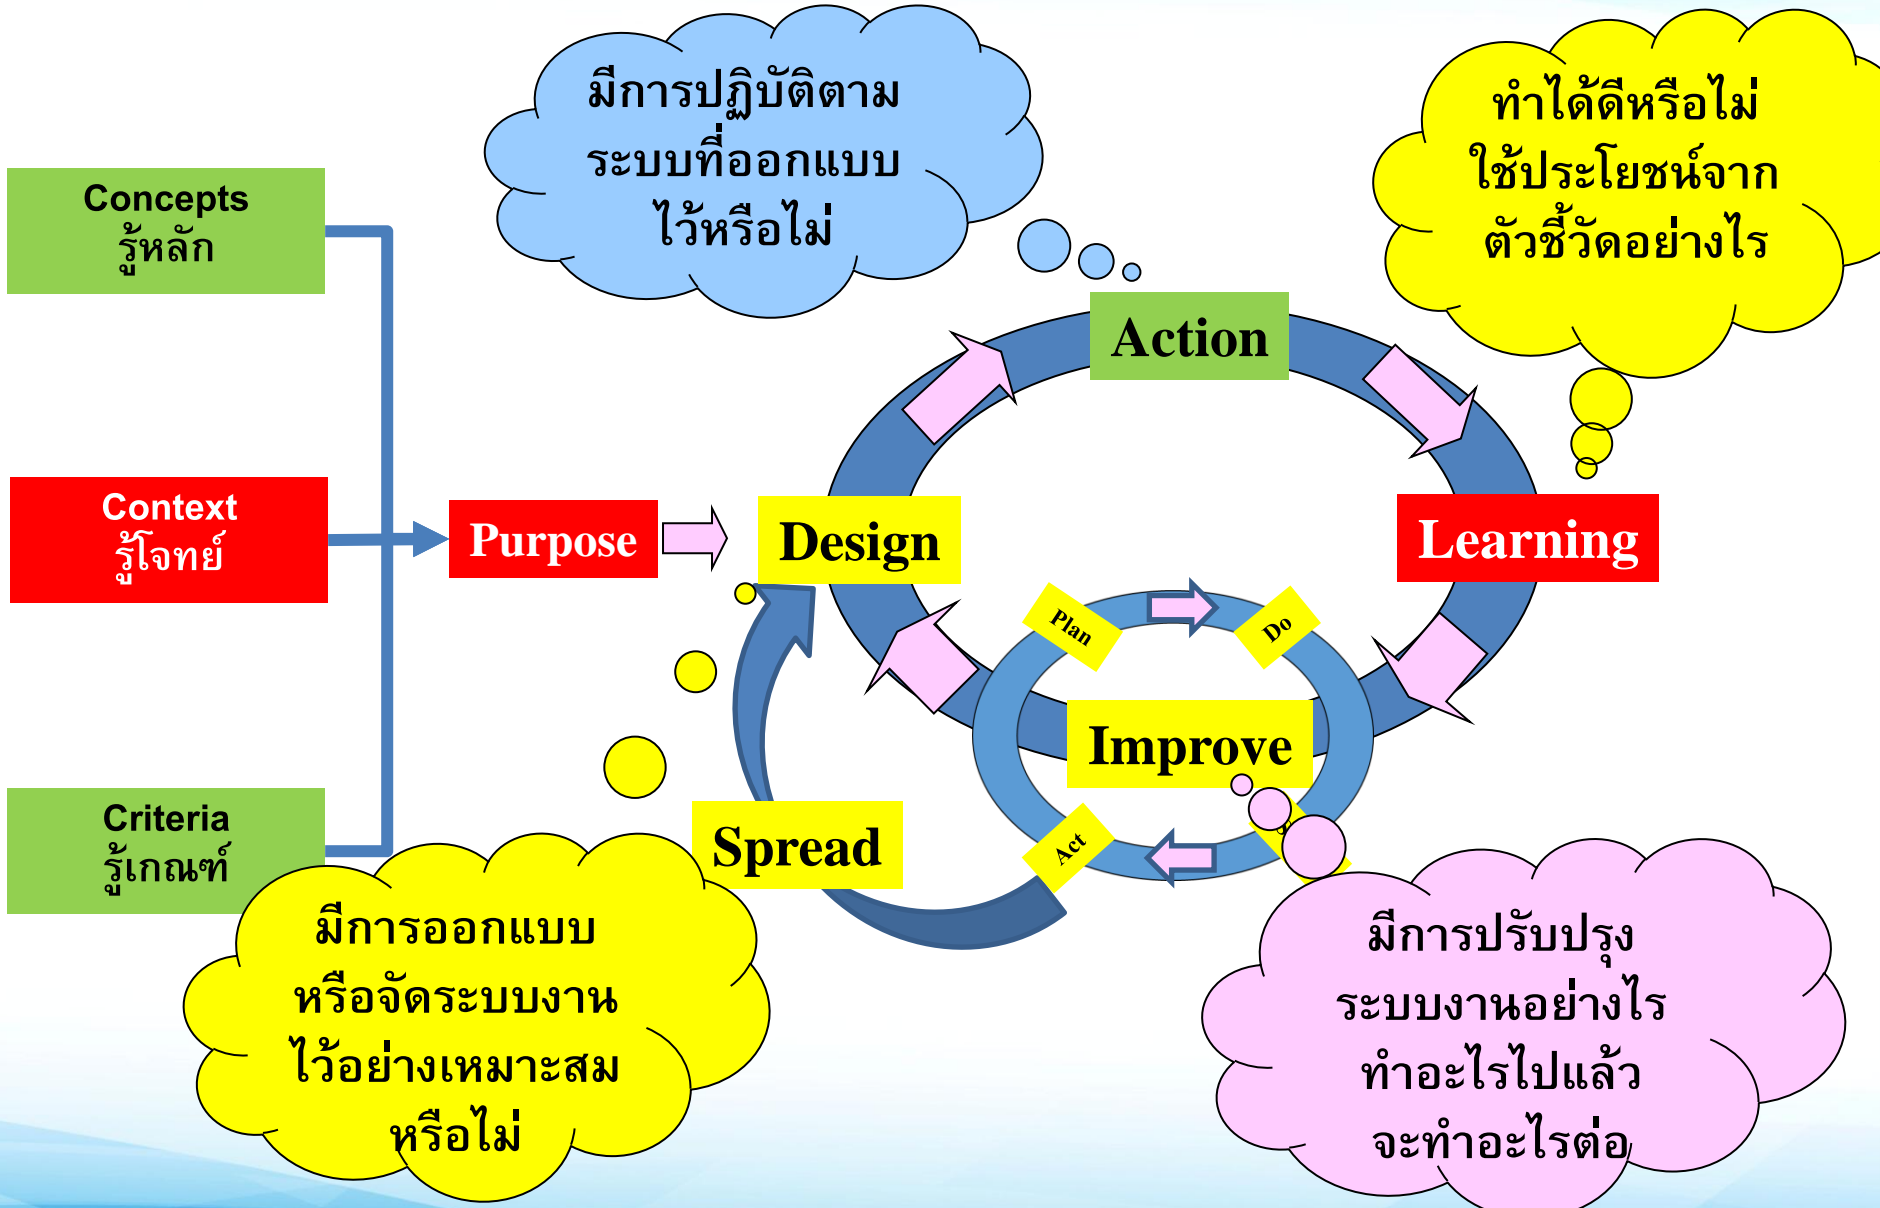 Concepts
รู้หลัก
Context
รู้โจทย์
Criteria
รู้เกณฑ์
Purpose
มีการปฏิบัติตาม
ระบบที่ออกแบบ
ไว้หรือไม่
ทำได้ดีหรือไม่
ใช้ประโยชน์จาก
ตัวชี้วัดอย่างไร
Action
Design
Learning
Plan
Do
Improve
Act
Spread
มีการออกแบบ
หรือจัดระบบงาน
ไว้อย่างเหมาะสม
หรือไม่
มีการปรับปรุง
ระบบงานอย่างไร
ทำอะไรไปแล้ว
จะทำอะไรต่อ